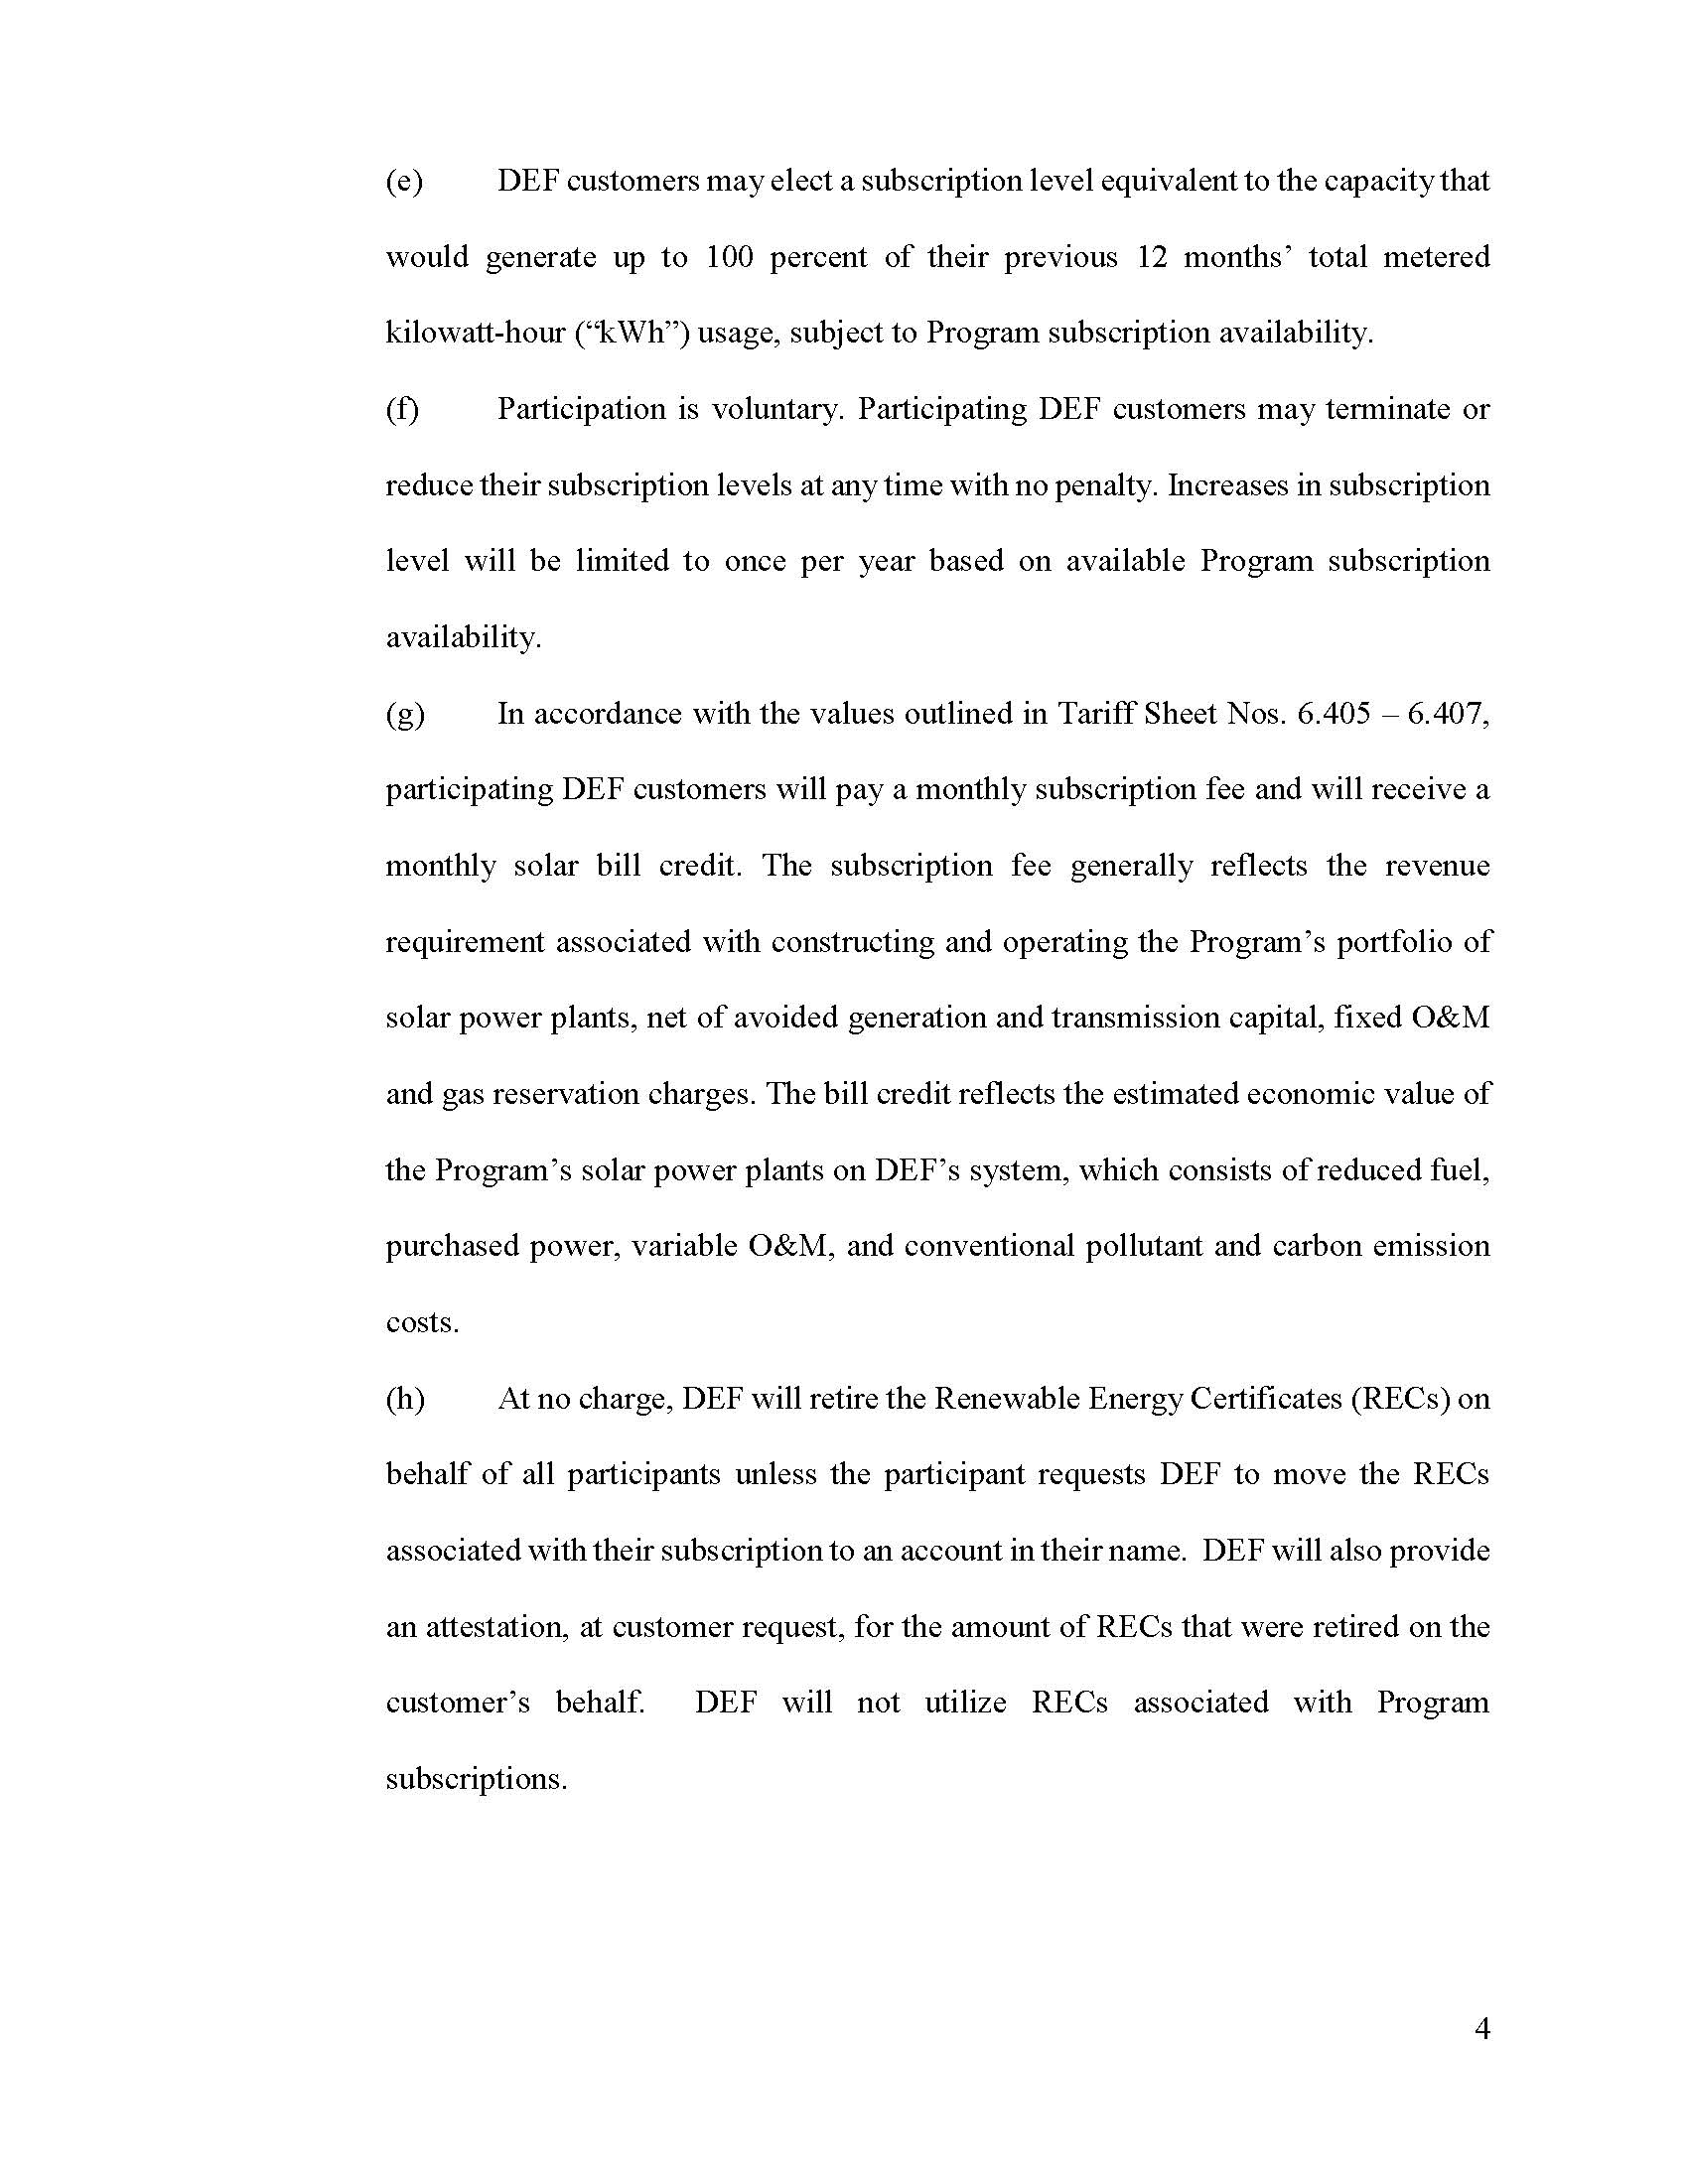 (e) DEF customers may elect a subscription level equivalent to the capacity that
would generate up to 100 percent of their previous 12 months’ total metered
kilowatt-hour (“kWh”) usage, subject to Program subscription availability.
(f) Participation is voluntary. Participating DEF customers may terminate or
reduce their subscription levels at any time with no penalty. Increases in subscription
level will be limited to once per year based on available Program subscription
availability.
(g) In accordance with the values outlined in Tariff Sheet Nos. 6.405 – 6.407,
participating DEF customers will pay a monthly subscription fee and will receive a
monthly solar bill credit. The subscription fee generally reflects the revenue
requirement associated with constructing and operating the Program’s portfolio of
solar power plants, net of avoided generation and transmission capital, fixed O&M
and gas reservation charges. The bill credit reflects the estimated economic value of
the Program’s solar power plants on DEF’s system, which consists of reduced fuel,
purchased power, variable O&M, and conventional pollutant and carbon emission
costs.
(h) At no charge, DEF will retire the Renewable Energy Certificates (RECs) on
behalf of all participants unless the participant requests DEF to move the RECs
associated with their subscription to an account in their name. DEF will also provide
an attestation, at customer request, for the amount of RECs that were retired on the
customer’s behalf. DEF will not utilize RECs associated with Program
subscriptions.
4